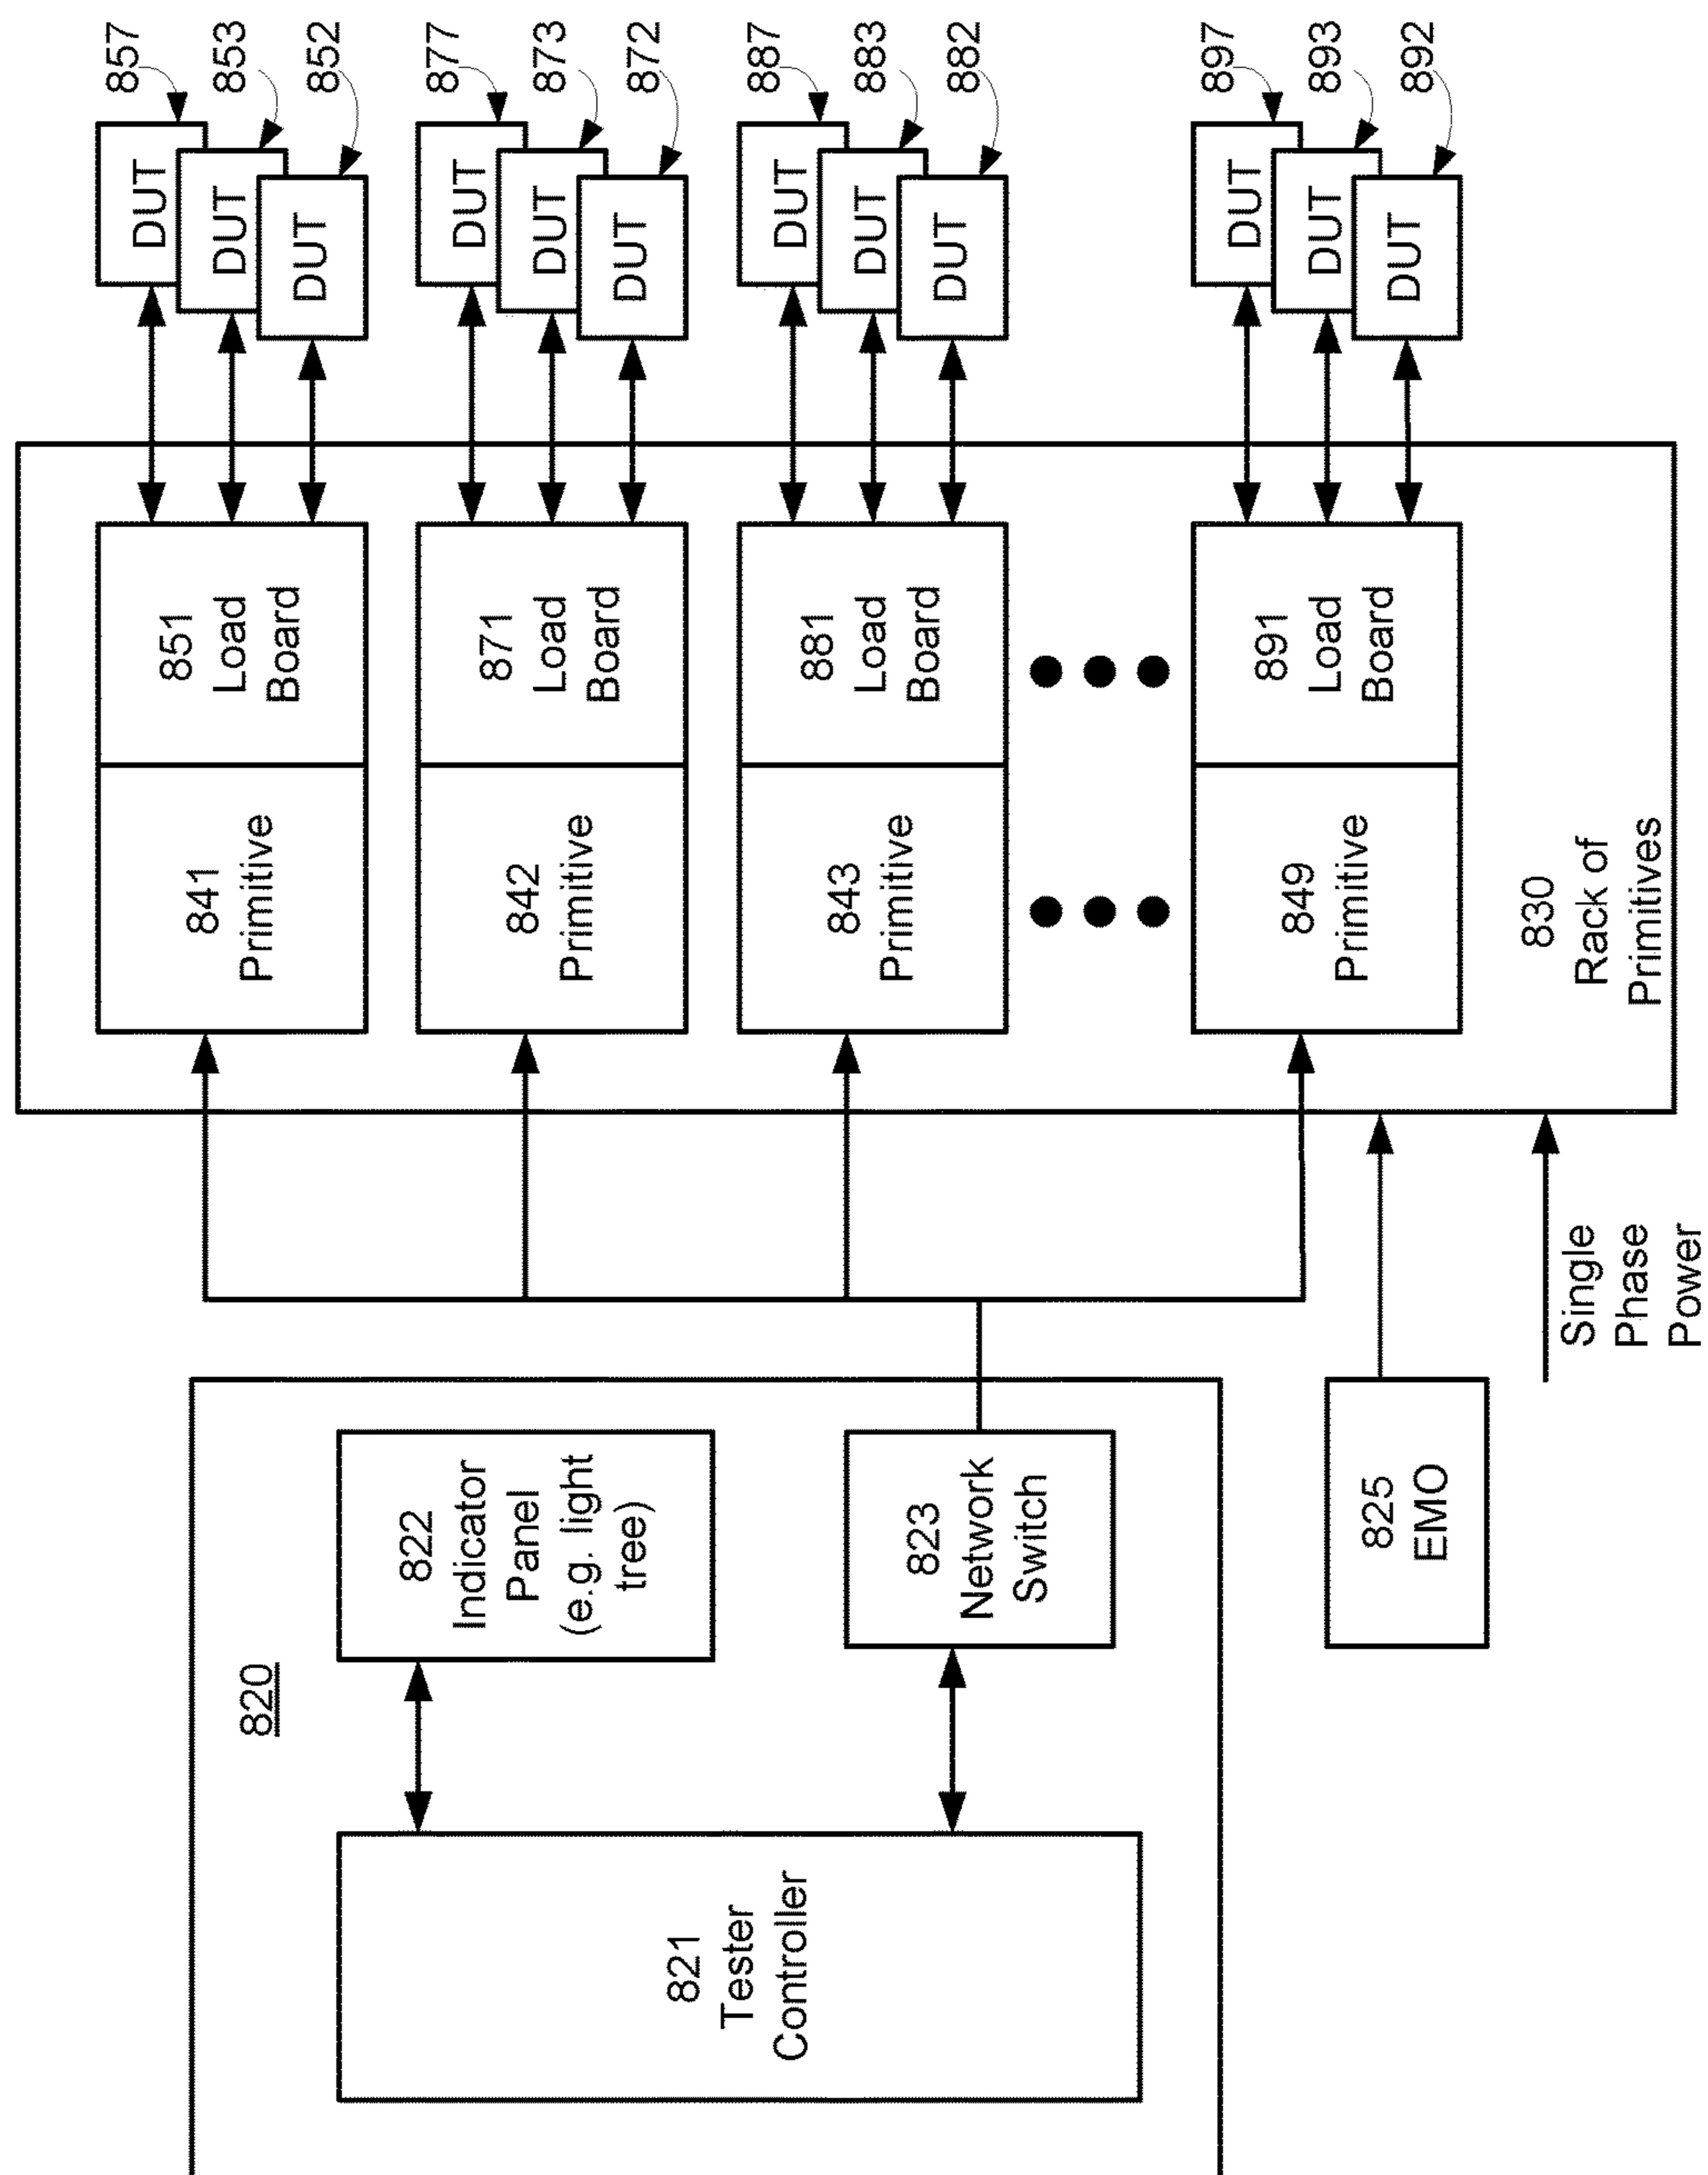 820
821
Tester
Controller
822
Indicator
Panel
(e.g. light
tree)
823
Network
Switch
825
EMO
Single
Phase
Power
830
Rack of
Primitives
841
Primitive
851
Load
Board
DUT
DUT
DUT
857
853
852
842
Primitive
871
Load
Board
DUT
DUT
DUT
877
873
872
843
Primitive
881
Load
Board
DUT
DUT
DUT
887
883
882
849
Primitive
891
Load
Board
DUT
DUT
DUT
897
893
892